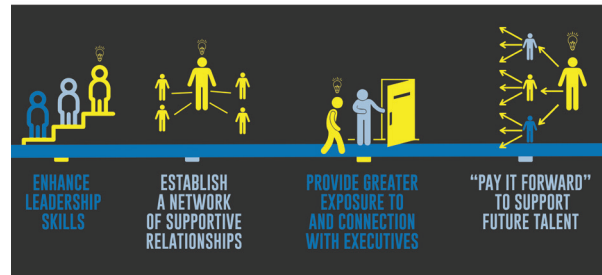 ENHANCE
LEADERSHIP
SKILLS
ESTABLISH
A NETWORK
OF SUPPORTIVE
RELATIONSHIPS
PROVIDE GREATER
EXPOSURE TO
AND CONNECTION
WITH EXECUTIVES
“PAY IT FORWARD”
TO SUPPORT
FUTURE TALENT